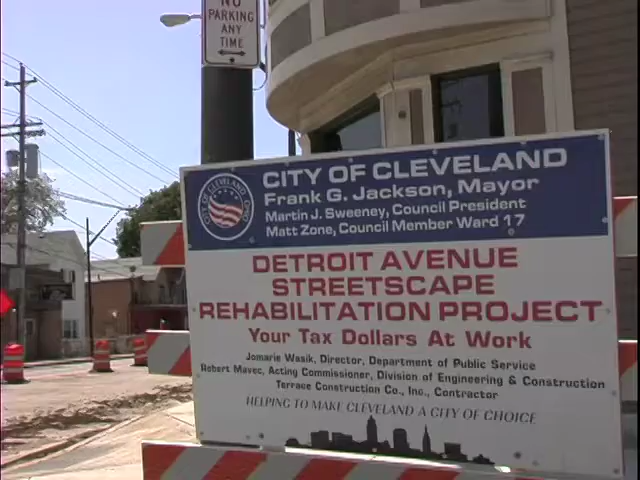 NO
PARKING
ANY
TIME
CITY OF CLEVELAND
CITY OF CLEVELAND
Frank G. Jackson, Mayor
Martin J. Sweeney, Council President
Matt Zone, Council Member Ward 17
DETROIT AVENUE
STREETSCAPE
REHABILITATION PROJECT
Your Tax Dollars At Work
Jomarie Wasik, Director, Department of Public Service
Robert Mavec, Acting Commissioner, Division of Engineering & Construction
Terrace Construction Co., Inc., Contractor
HELPING TO MAKE CLEVELAND A CITY OF CHOICE